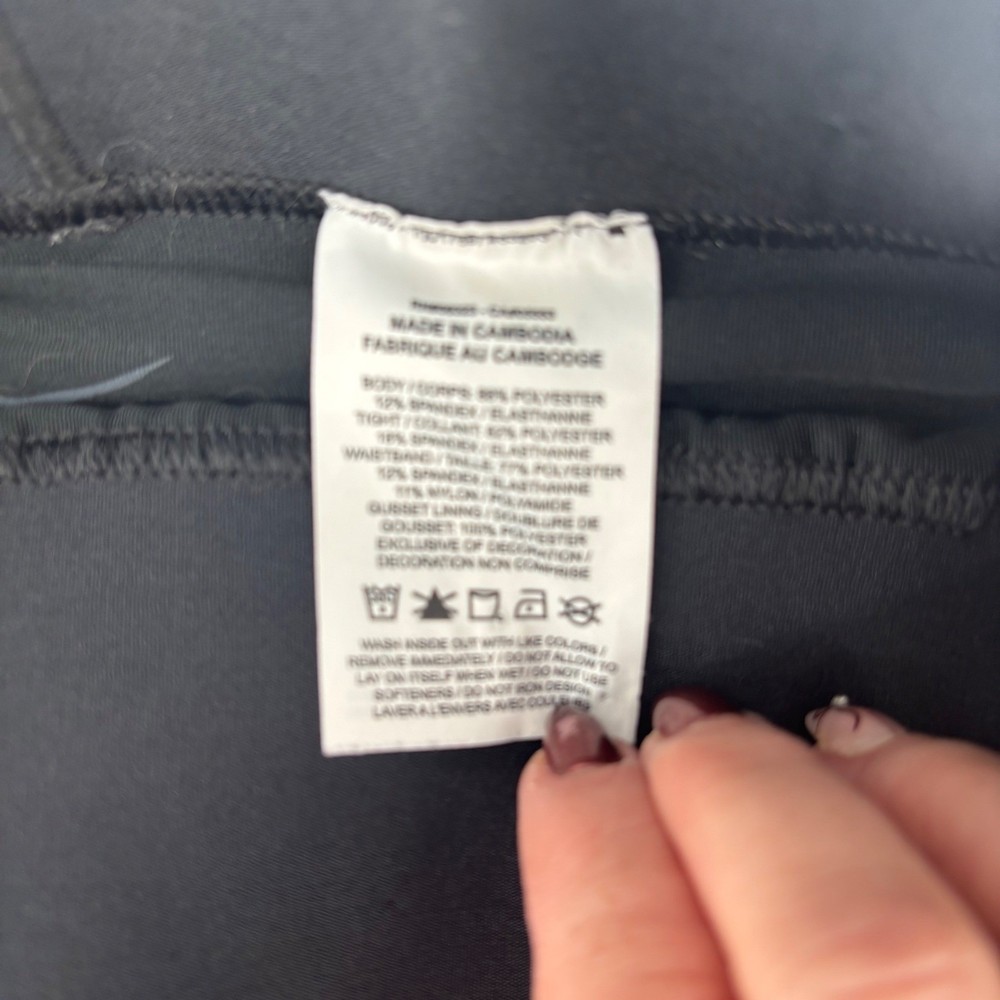 MADE IN CAMBODIA
FABRIQUE AU CAMBODGE
BODY / CORPS: 88% POLYESTER
12% SPANDEX / ELASTHANNE
TIGHT / COLLANT: 82% POLYESTER
18% SPANDEX / ELASTHANNE
WAISTBAND / TAILLE: 77% POLYESTER
12% SPANDEX / ELASTHANNE
11% NYLON / POLYAMIDE
GUSSET LINING / DOUBLURE DE
GOUSSET: 100% POLYESTER
EXCLUSIVE OF DECORATION /
DECORATION NON COMPRISE
WASH INSIDE OUT WITH LIKE COLORS /
REMOVE IMMEDIATELY / DO NOT ALLOW TO
LAY ON ITSELF WHEN WET / DO NOT USE
SOFTENERS / DO NOT IRON DESIGN
LAVER A L'ENVERS AVEC COULEURS